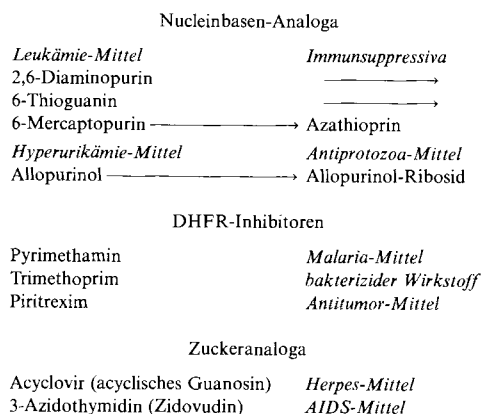 Nucleinbasen-Analoga
Leukämie-Mittel Immunsuppressiva
2,6-Diaminopurin ⟶
6-Thioguanin ⟶
6-Mercaptopurin ⟶ Azathioprin
Hyperurikämie-Mittel Antiprotozoa-Mittel
Allopurinol ⟶ Allopurinol-Ribosid
DHFR-Inhibitoren
Pyrimethamin Malaria-Mittel
Trimethoprim bakterizider Wirkstoff
Piritrexim Antitumor-Mittel
Zuckeranaloga
Acyclovir (acyclisches Guanosin) Herpes-Mittel
3-Azidothymidin (Zidovudin) AIDS-Mittel